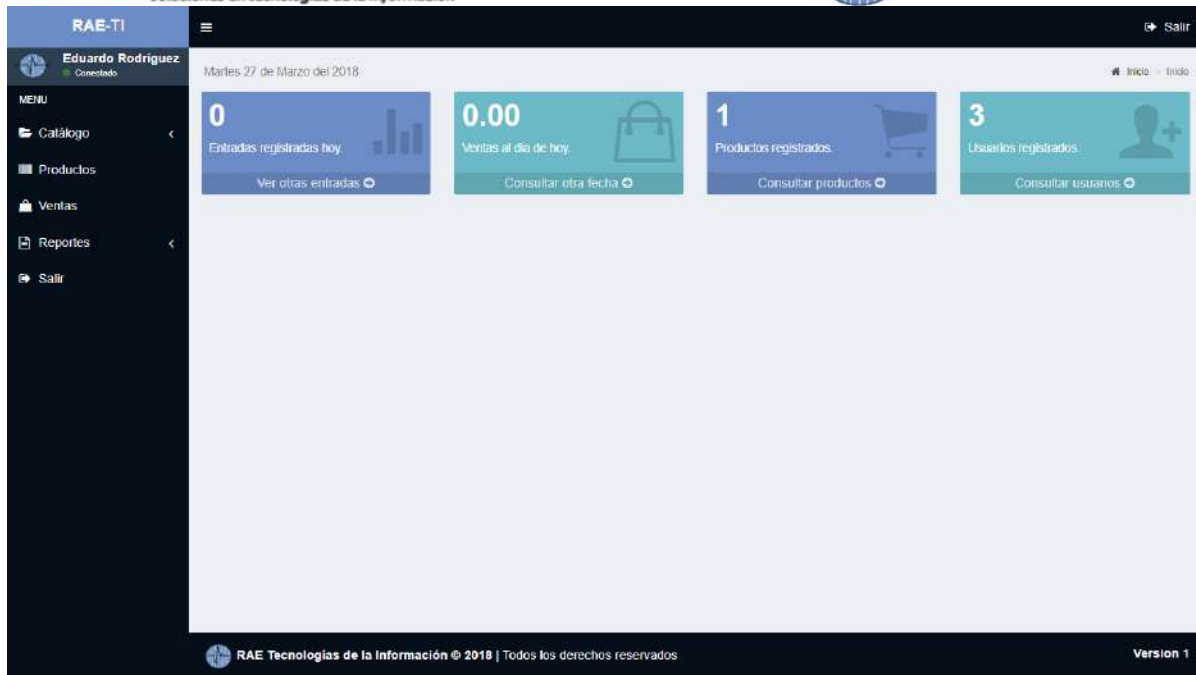 RAE-TI
Salir
Eduardo Rodriguez
Conectado
Martes 27 de Marzo del 2018
Inicio > Inicio
MENU
Catálogo
Productos
Ventas
Reportes
Salir
0
Entradas registradas hoy.
Ver otras entradas
0.00
Ventas al día de hoy.
Consultar otra fecha
1
Productos registrados.
Consultar productos
3
Usuarios registrados.
Consultar usuarios
RAE Tecnologías de la Información © 2018 | Todos los derechos reservados
Version 1